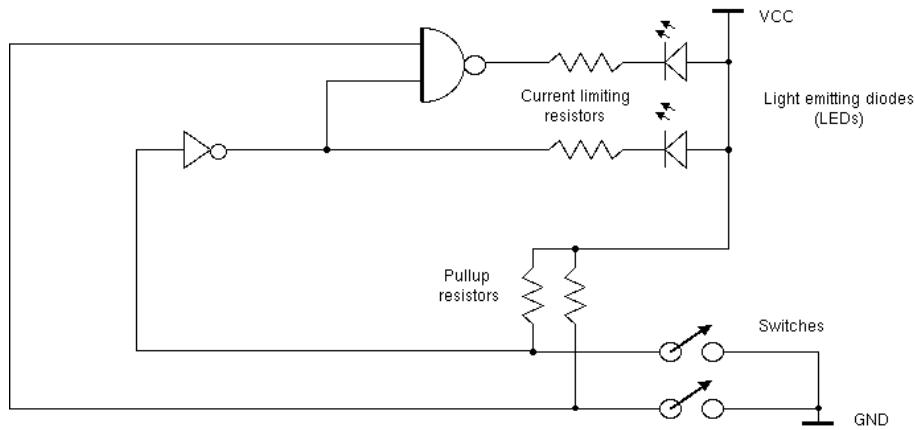 VCC
Current limiting
resistors
Light emitting diodes
(LEDs)
Pullup
resistors
Switches
GND